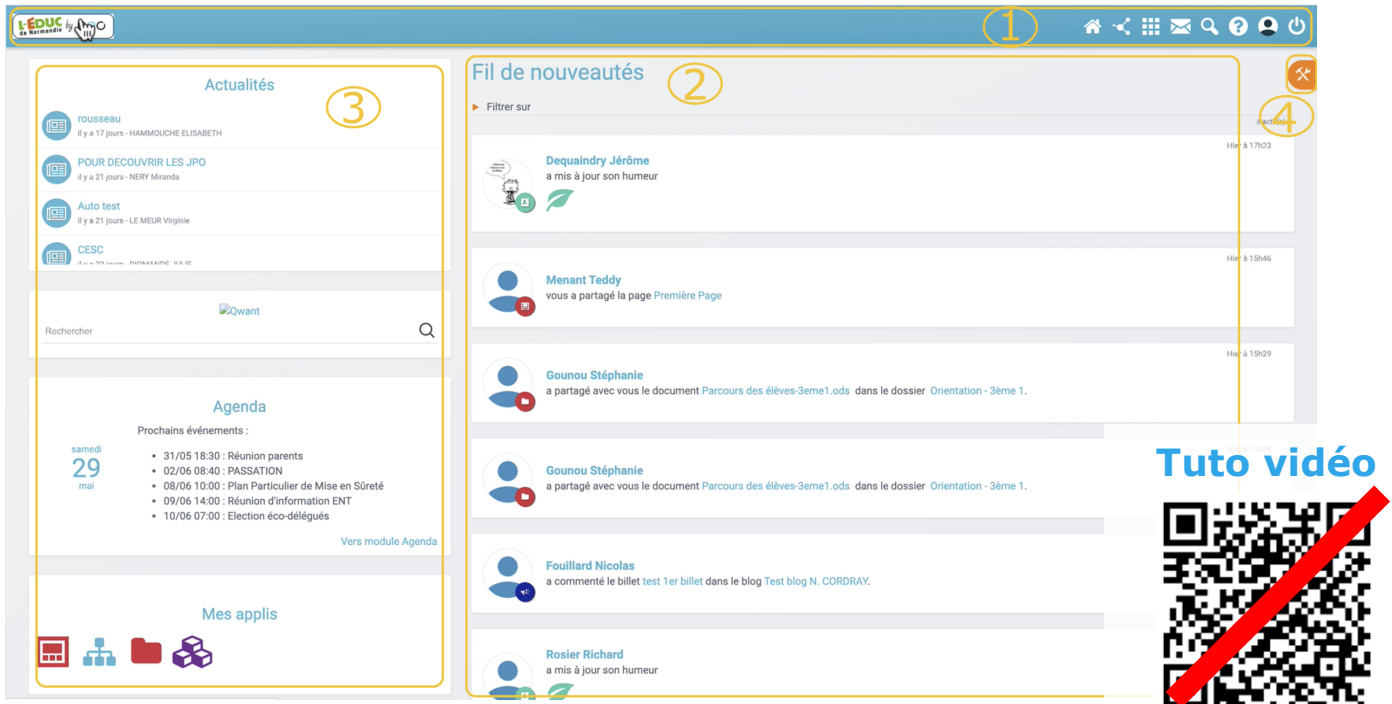 L'ÉDUC by
de Normandie
1
Fil de nouveautés
2
Filtrer sur
4
Hier à 17h23
Dequaindry Jérôme
a mis à jour son humeur
Hier à 15h46
Menant Teddy
vous a partagé la page Première Page
Hier à 15h29
Gounou Stéphanie
a partagé avec vous le document Parcours des élèves-3eme1.ods dans le dossier Orientation - 3ème 1.
Gounou Stéphanie
a partagé avec vous le document Parcours des élèves-3eme1.ods dans le dossier Orientation - 3ème 1.
Fouillard Nicolas
a commenté le billet test 1er billet dans le blog Test blog N. CORDRAY.
Rosier Richard
a mis à jour son humeur
Actualités
3
rousseau
il y a 17 jours - HAMMOUCHE ELISABETH
POUR DECOUVRIR LES JPO
il y a 21 jours - NERY Miranda
Auto test
il y a 21 jours - LE MEUR Virginie
CESC
il y a 22 jours - DIOMANDE JULIE
Qwant
Rechercher
Agenda
Prochains événements :
samedi
29
mai
• 31/05 18:30 : Réunion parents
• 02/06 08:40 : PASSATION
• 08/06 10:00 : Plan Particulier de Mise en Sûreté
• 09/06 14:00 : Réunion d'information ENT
• 10/06 07:00 : Election éco-délégués
Vers module Agenda
Mes applis
Tuto vidéo